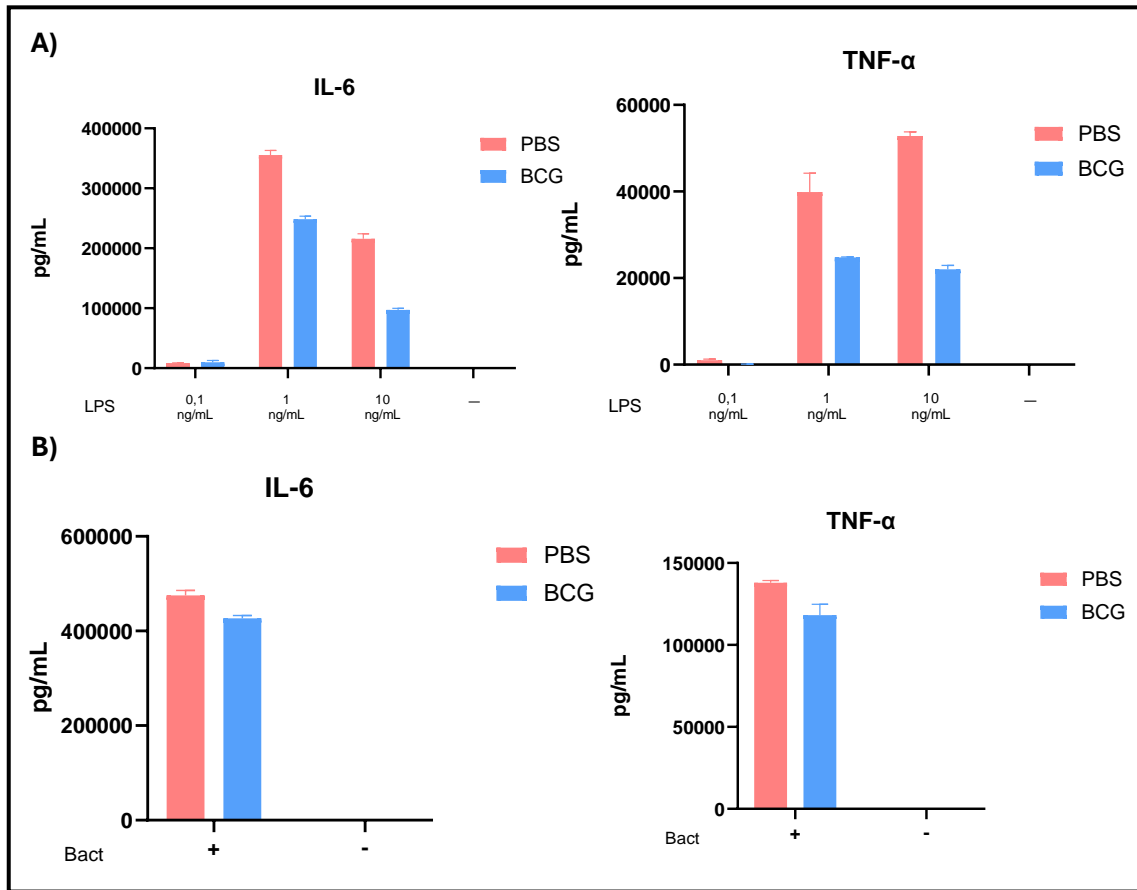 A)
IL-6
400000
300000
200000
100000
0
pg/mL
PBS
BCG
LPS
0,1 ng/mL
1 ng/mL
10 ng/mL
—
TNF-α
60000
40000
20000
0
pg/mL
PBS
BCG
LPS
0,1 ng/mL
1 ng/mL
10 ng/mL
—
B)
IL-6
600000
400000
200000
0
pg/mL
PBS
BCG
Bact
+
-
TNF-α
150000
100000
50000
0
pg/mL
PBS
BCG
Bact
+
-